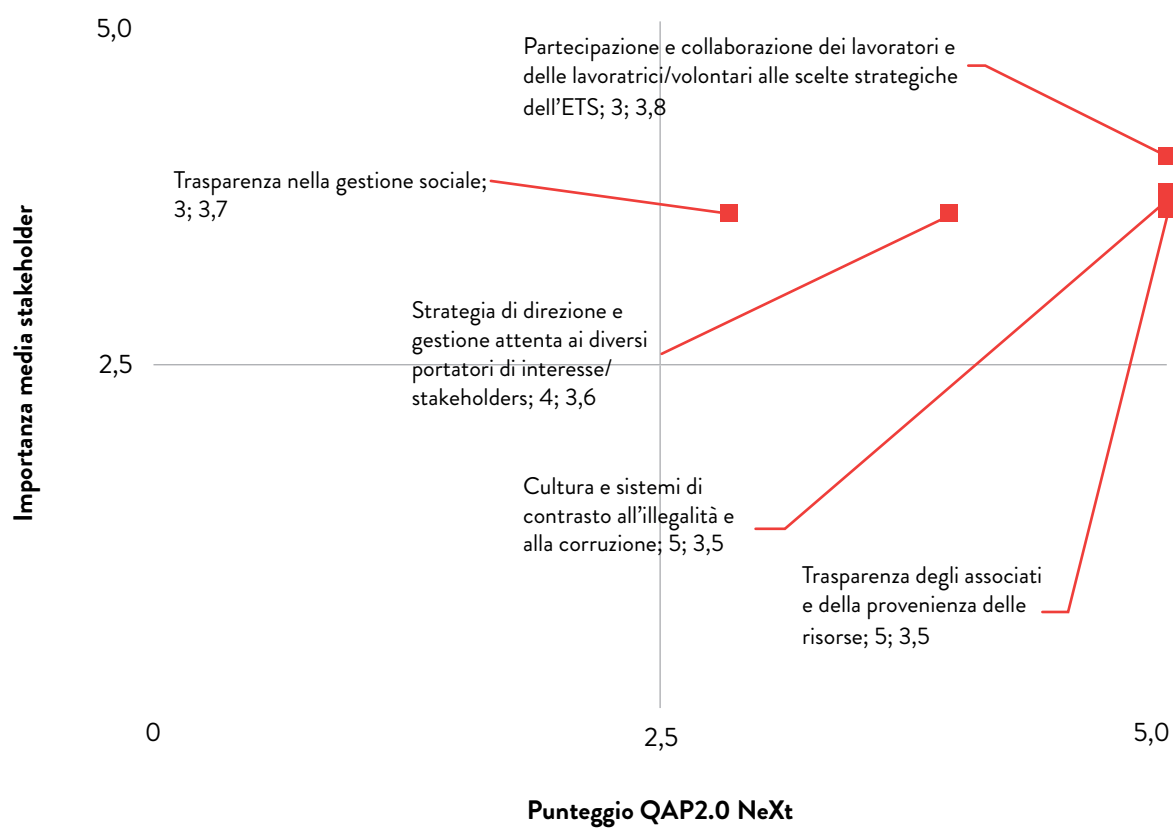 5,0
Partecipazione e collaborazione dei lavoratori e
delle lavoratrici/volontari alle scelte strategiche
dell'ETS; 3; 3,8
Trasparenza nella gestione sociale;
3; 3,7
Importanza media stakeholder
Strategia di direzione e
gestione attenta ai diversi
portatori di interesse/
stakeholders; 4; 3,6
2,5
Cultura e sistemi di
contrasto all'illegalità e
alla corruzione; 5; 3,5
Trasparenza degli associati
e della provenienza delle
risorse; 5; 3,5
0
2,5
5,0
Punteggio QAP2.0 NeXt